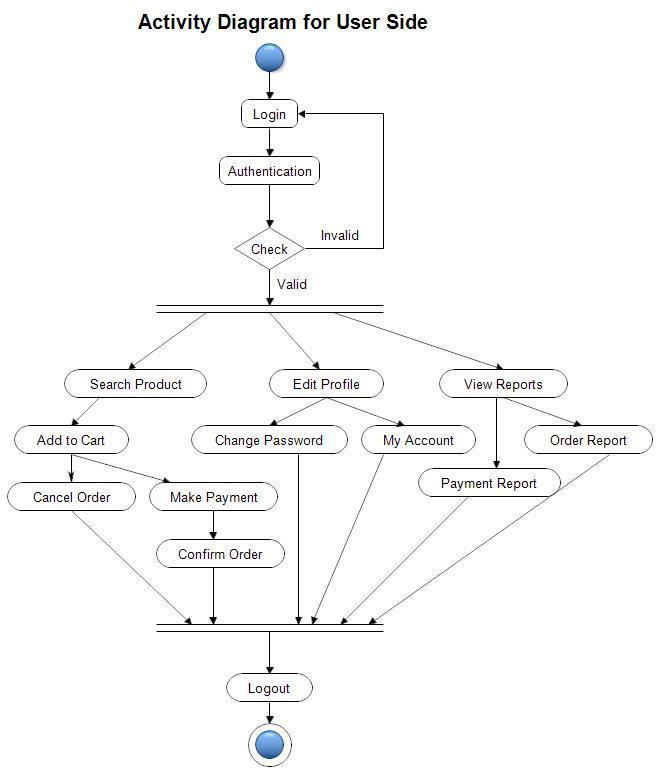 Activity Diagram for User Side
Login
Authentication
Check
Invalid
Valid
Search Product
Edit Profile
View Reports
Add to Cart
Change Password
My Account
Order Report
Cancel Order
Make Payment
Payment Report
Confirm Order
Logout